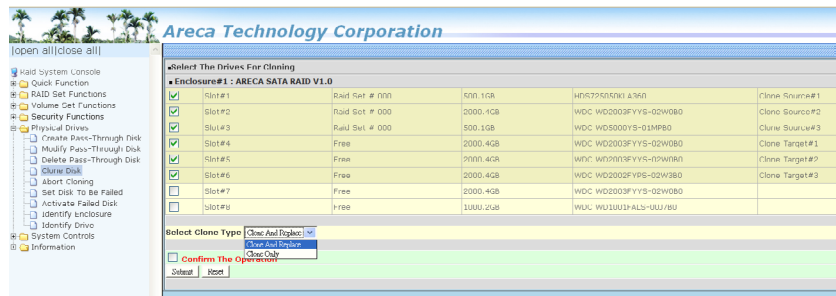 Areca Technology Corporation
|open all|close all|
Raid System Console
Quick Function
RAID Set Functions
Volume Set Functions
Security Functions
Physical Drives
Create Pass-Through Disk
Modify Pass-Through Disk
Delete Pass-Through Disk
Clone Disk
Abort Cloning
Set Disk To Be Failed
Activate Failed Disk
Identify Enclosure
Identify Drive
System Controls
Information
Select The Drives For Cloning
Enclosure#1 : ARECA SATA RAID V1.0
Slot#1 Raid Set # 000 500.1GB HDS725050KLA360 Clone Source#1
Slot#2 Raid Set # 000 2000.4GB WDC WD2003FYYS-02W0B0 Clone Source#2
Slot#3 Raid Set # 000 500.1GB WDC WD5000YS-01MPB0 Clone Source#3
Slot#4 Free 2000.4GB WDC WD2003FYYS-02W0B0 Clone Target#1
Slot#5 Free 2000.4GB WDC WD2003FYYS-02W0B0 Clone Target#2
Slot#6 Free 2000.4GB WDC WD2002FYPS-02W3B0 Clone Target#3
Slot#7 Free 2000.4GB WDC WD2003FYYS-02W0B0
Slot#8 Free 1000.2GB WDC WD1001FALS-00J7B0
Select Clone Type Clone And Replace
Clone And Replace
Clone Only
Confirm The Operation
Submit Reset